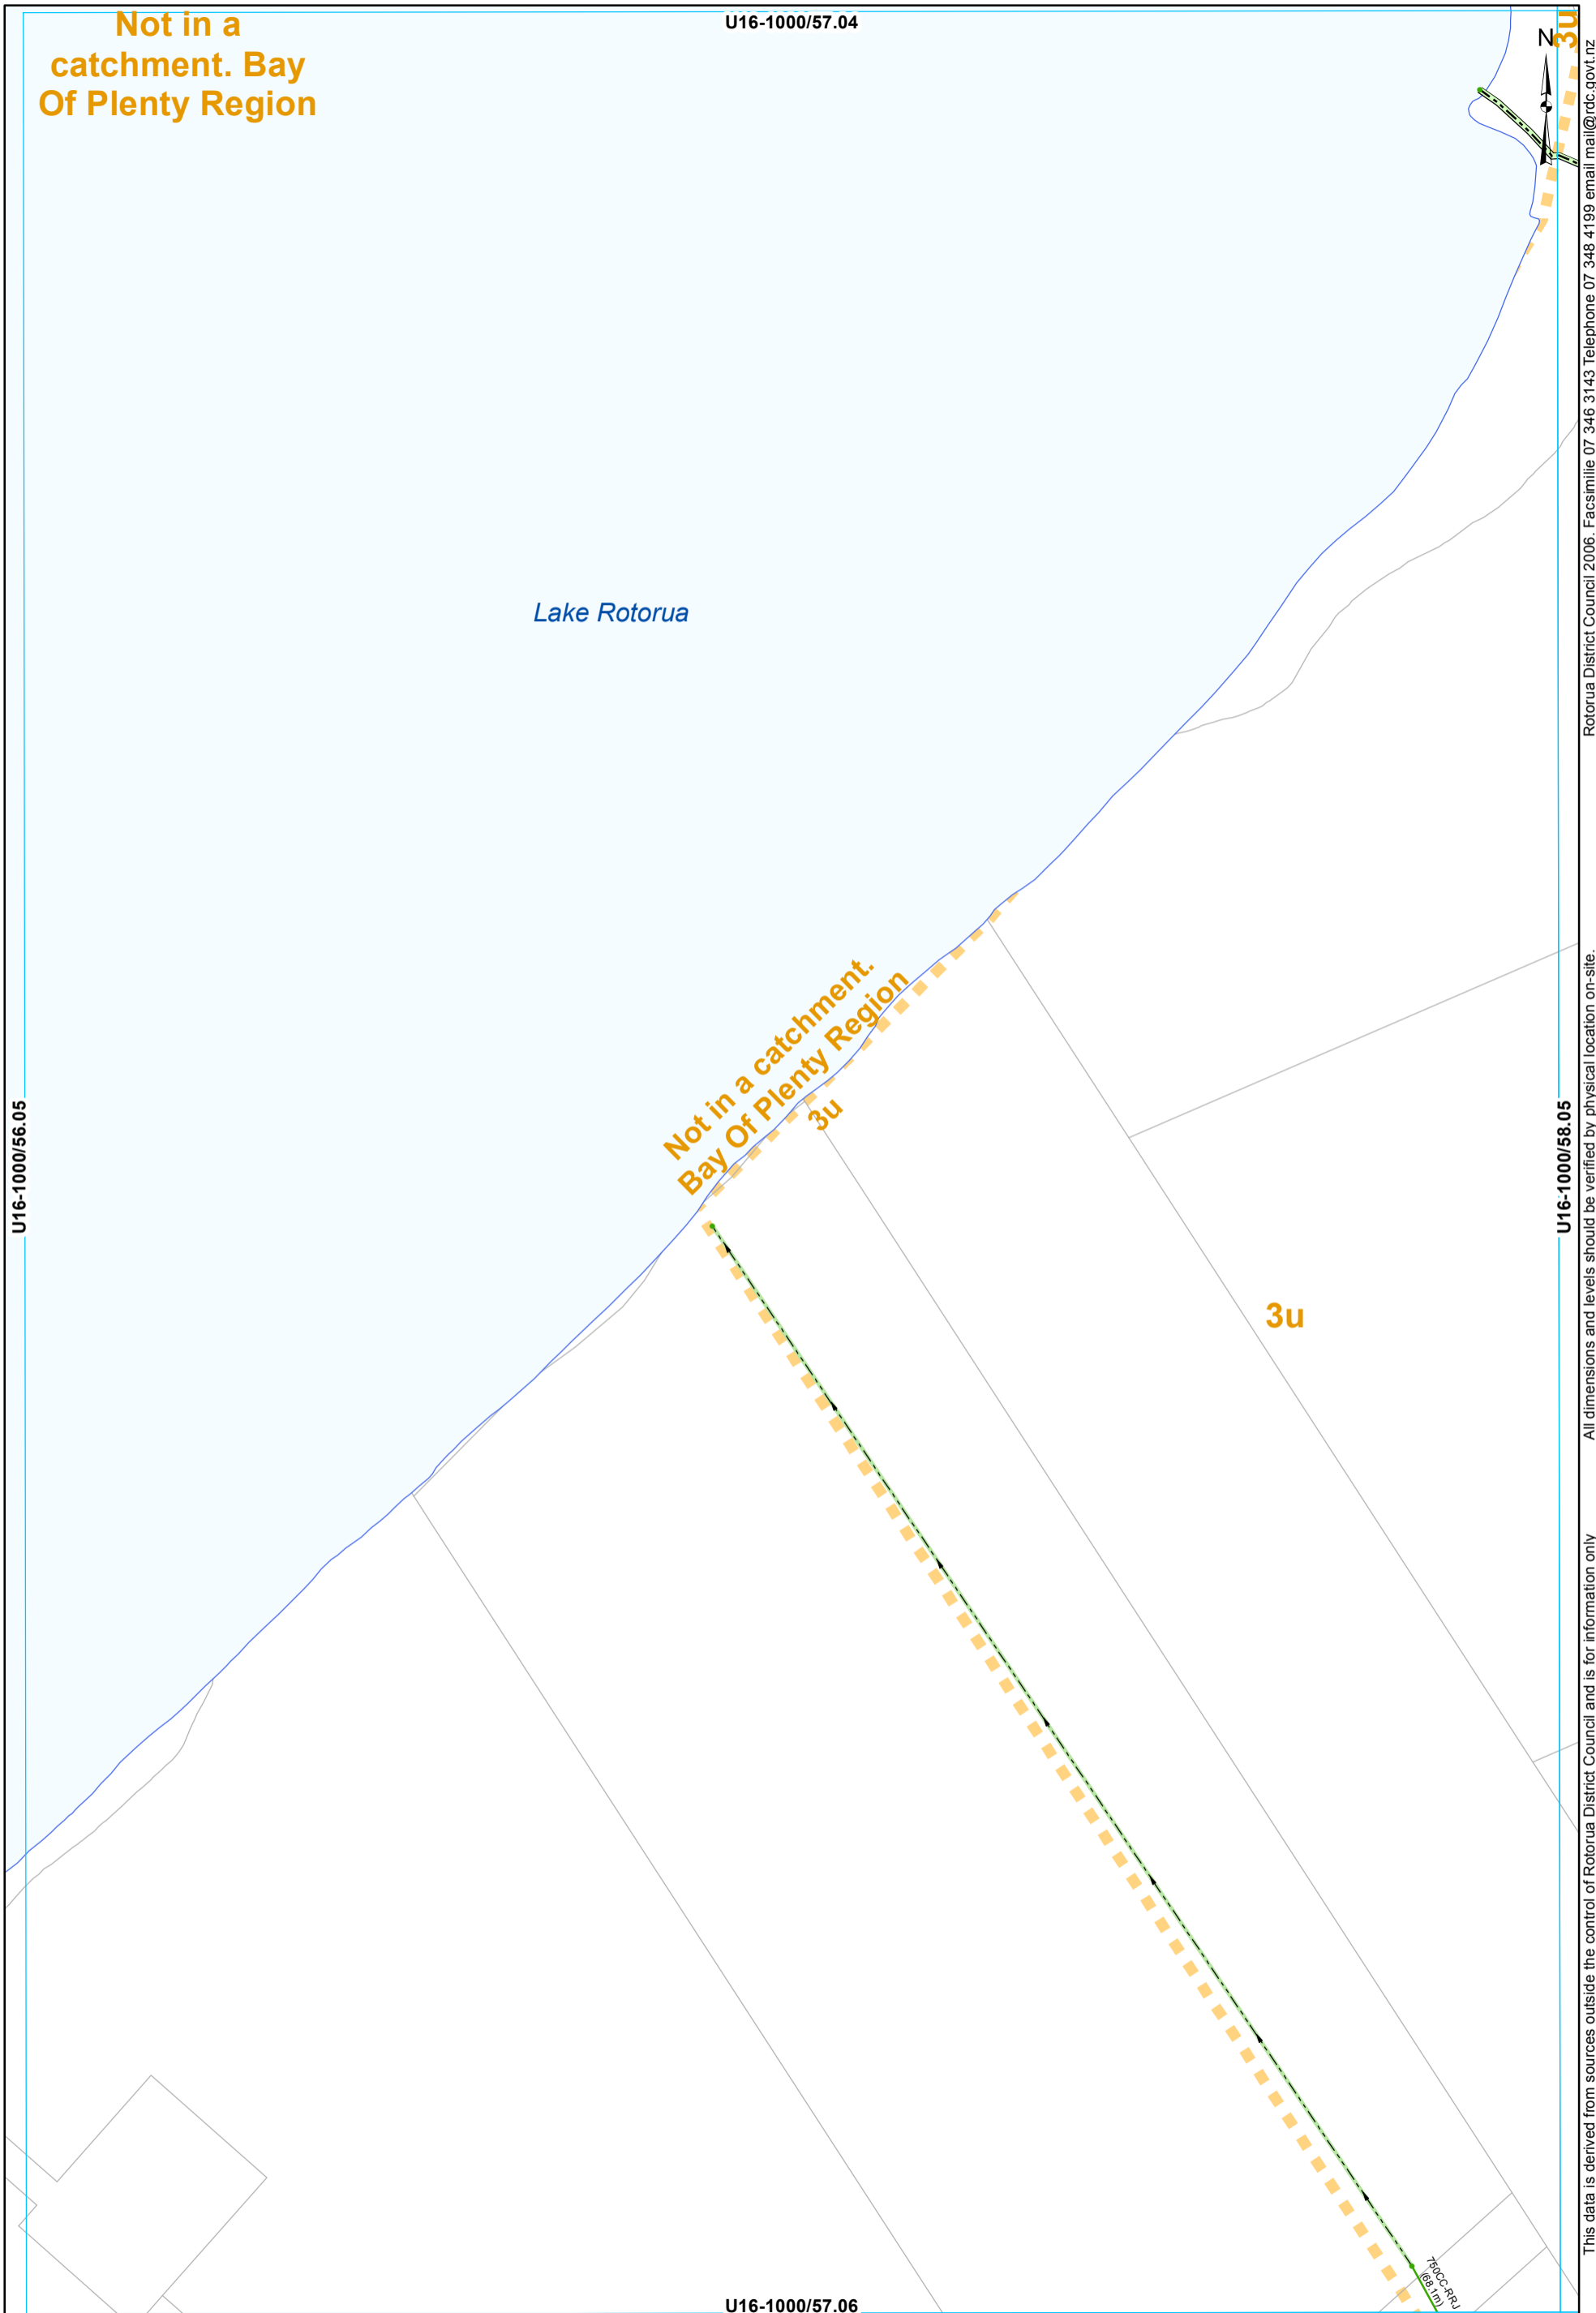 Not in a
catchment. Bay
Of Plenty Region
U16-1000/57.04
N
3u
Lake Rotorua
Not in a catchment.
Bay Of Plenty Region
3u
U16-1000/56.05
U16-1000/58.05
3u
750CC-RRJ
(68.1m)
U16-1000/57.06
This data is derived from sources outside the control of Rotorua District Council and is for information only
All dimensions and levels should be verified by physical location on-site.
Rotorua District Council 2006. Facsimilie 07 346 3143 Telephone 07 348 4199 email mail@rdc.govt.nz